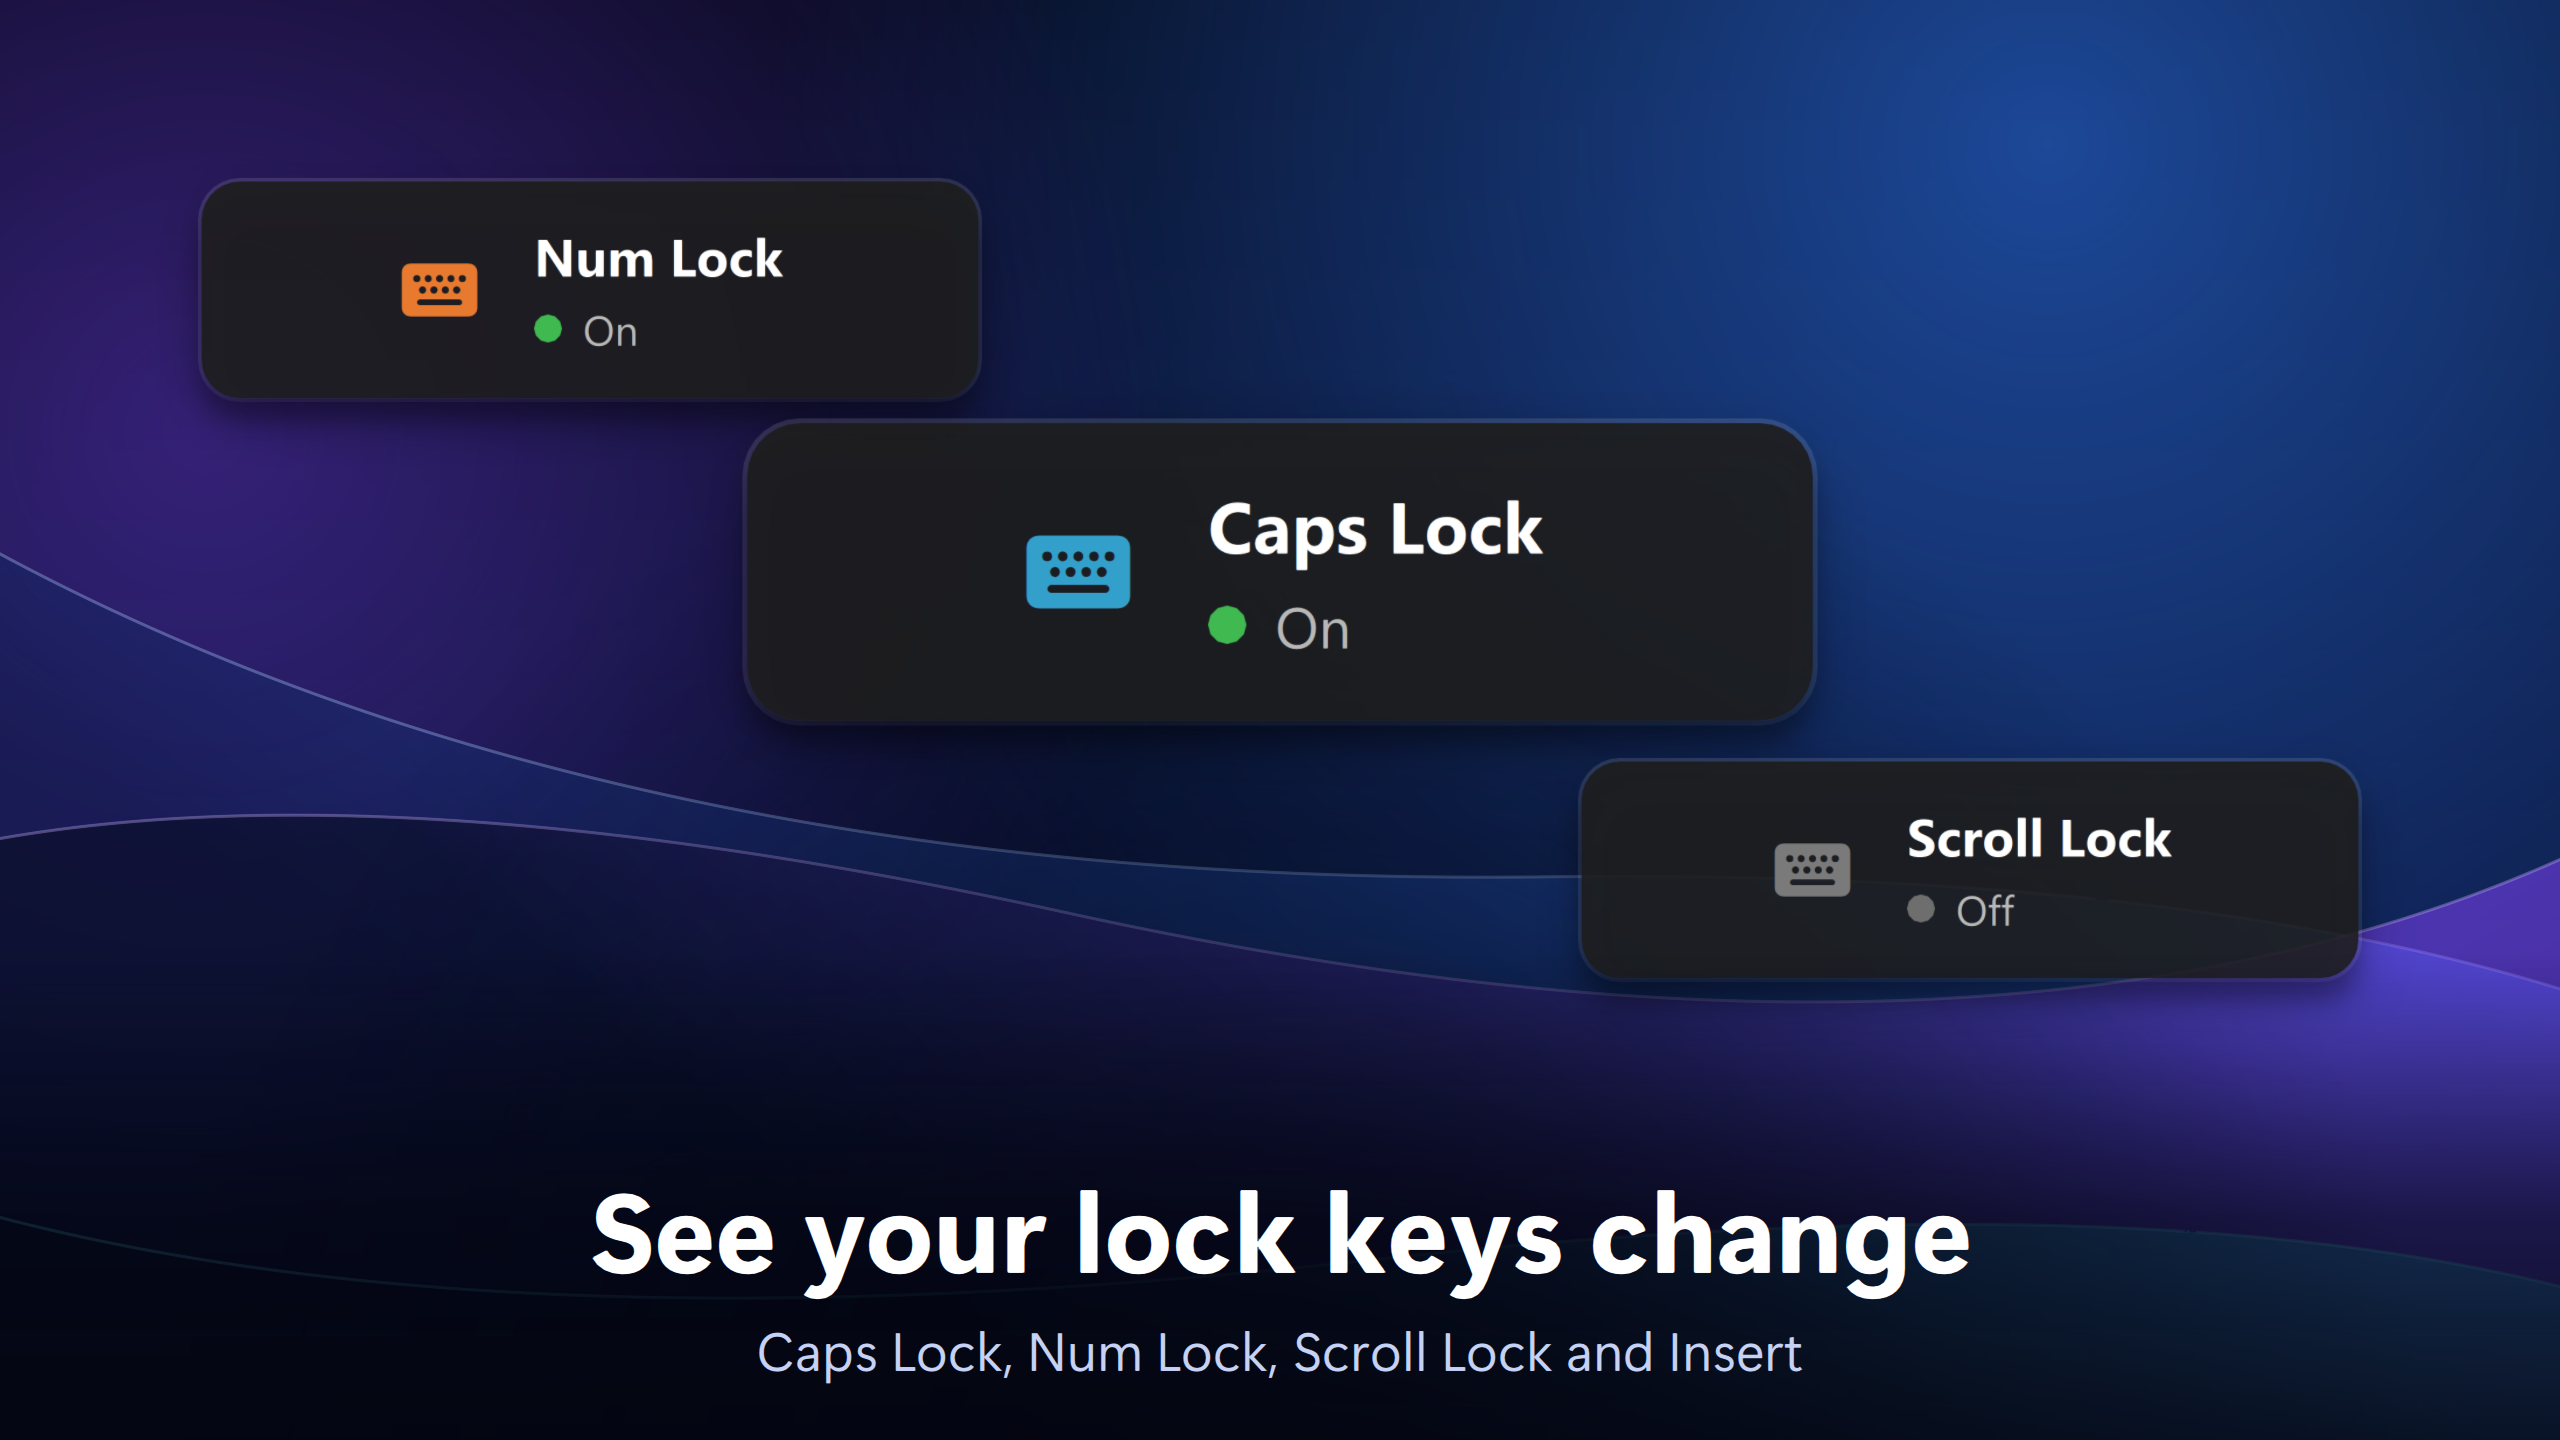 Num Lock
On
Caps Lock
On
Scroll Lock
Off
See your lock keys change
Caps Lock, Num Lock, Scroll Lock and Insert